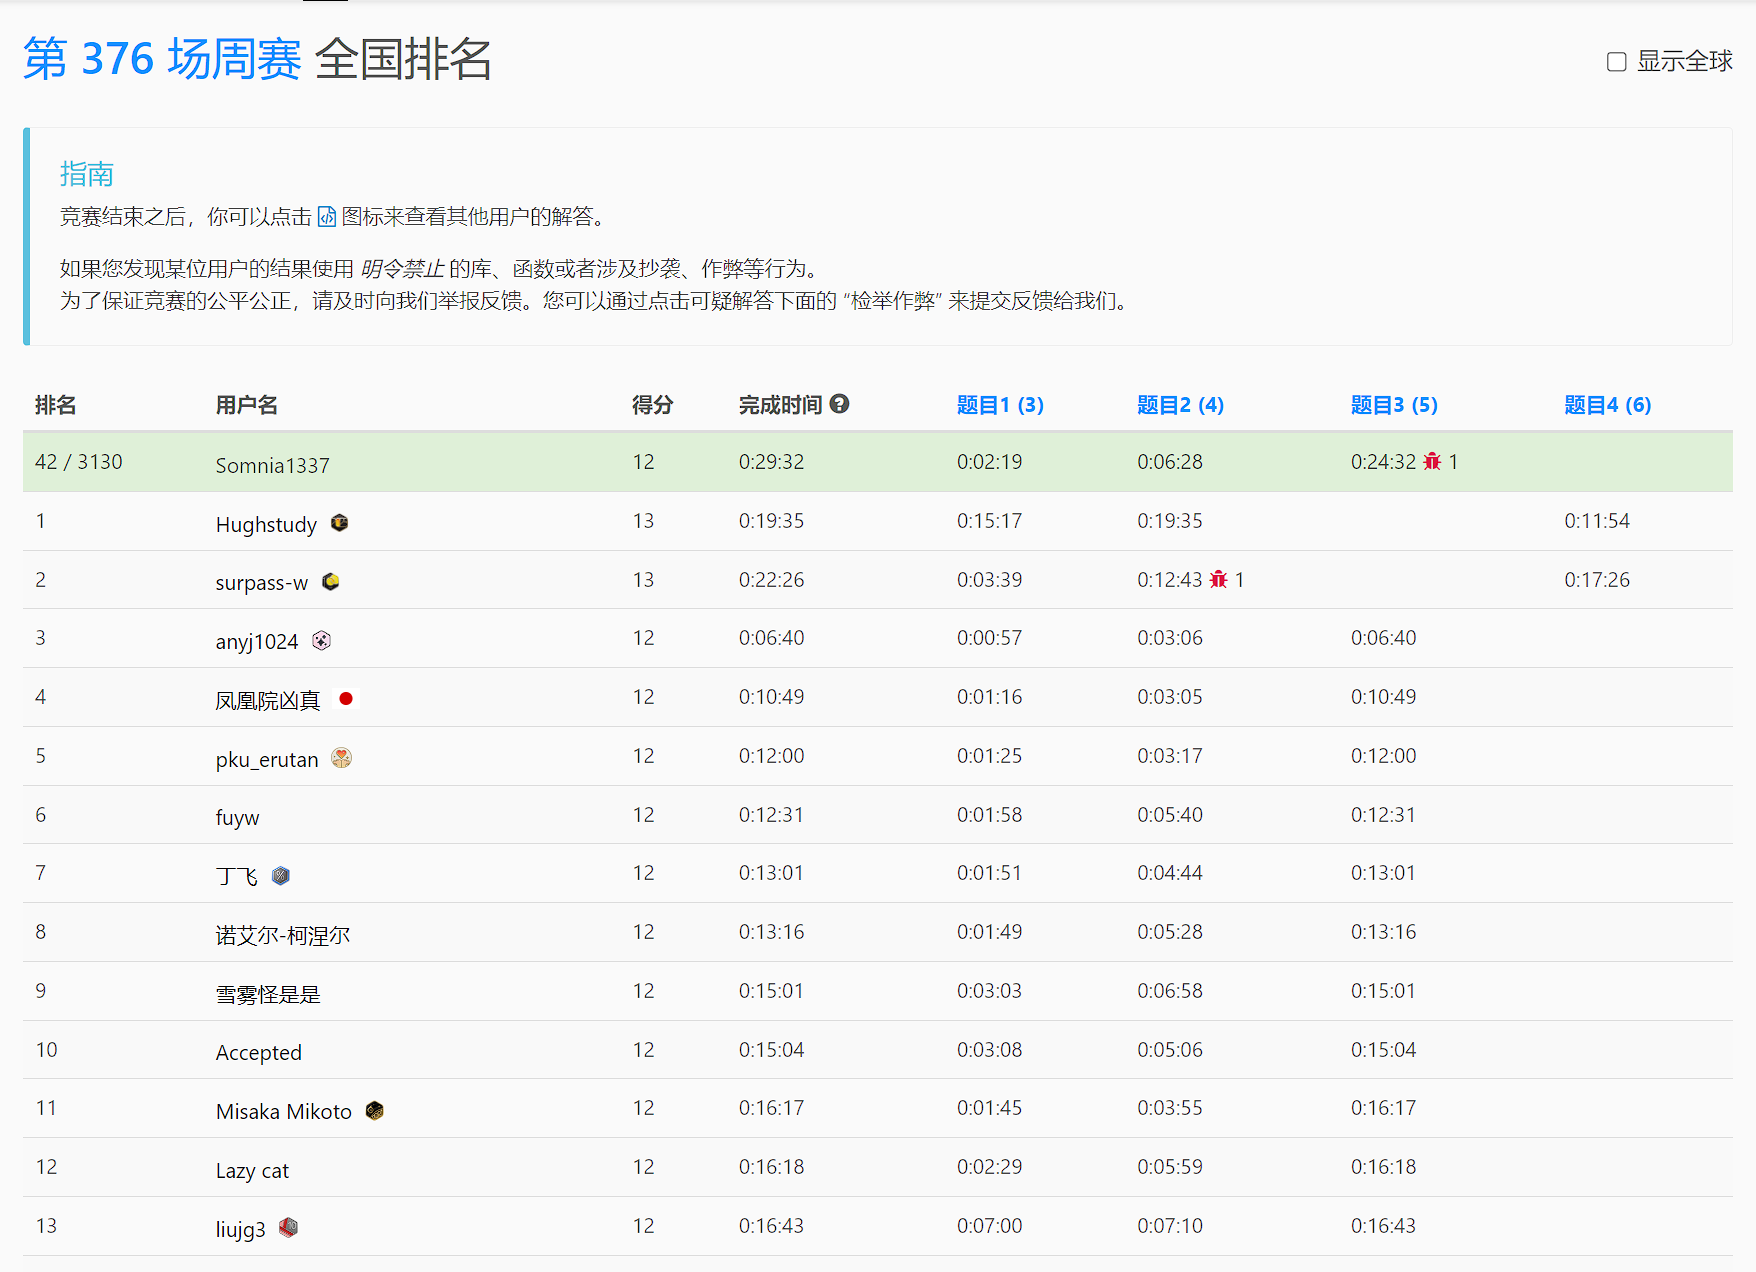 第 376 场周赛 全国排名
显示全球
指南
竞赛结束之后，你可以点击 图标来查看其他用户的解答。
如果您发现某位用户的结果使用 明令禁止 的库、函数或者涉及抄袭、作弊等行为。
为了保证竞赛的公平公正，请及时向我们举报反馈。您可以通过点击可疑解答下面的 “检举作弊” 来提交反馈给我们。
排名 用户名 得分 完成时间 题目1 (3) 题目2 (4) 题目3 (5) 题目4 (6)
42 / 3130 Somnia1337 12 0:29:32 0:02:19 0:06:28 0:24:32 1
1 Hughstudy 13 0:19:35 0:15:17 0:19:35 0:11:54
2 surpass-w 13 0:22:26 0:03:39 0:12:43 1 0:17:26
3 anyj1024 12 0:06:40 0:00:57 0:03:06 0:06:40
4 凤凰院凶真 12 0:10:49 0:01:16 0:03:05 0:10:49
5 pku_erutan 12 0:12:00 0:01:25 0:03:17 0:12:00
6 fuyw 12 0:12:31 0:01:58 0:05:40 0:12:31
7 丁飞 12 0:13:01 0:01:51 0:04:44 0:13:01
8 诺艾尔-柯涅尔 12 0:13:16 0:01:49 0:05:28 0:13:16
9 雪雾怪是是 12 0:15:01 0:03:03 0:06:58 0:15:01
10 Accepted 12 0:15:04 0:03:08 0:05:06 0:15:04
11 Misaka Mikoto 12 0:16:17 0:01:45 0:03:55 0:16:17
12 Lazy cat 12 0:16:18 0:02:29 0:05:59 0:16:18
13 liujg3 12 0:16:43 0:07:00 0:07:10 0:16:43